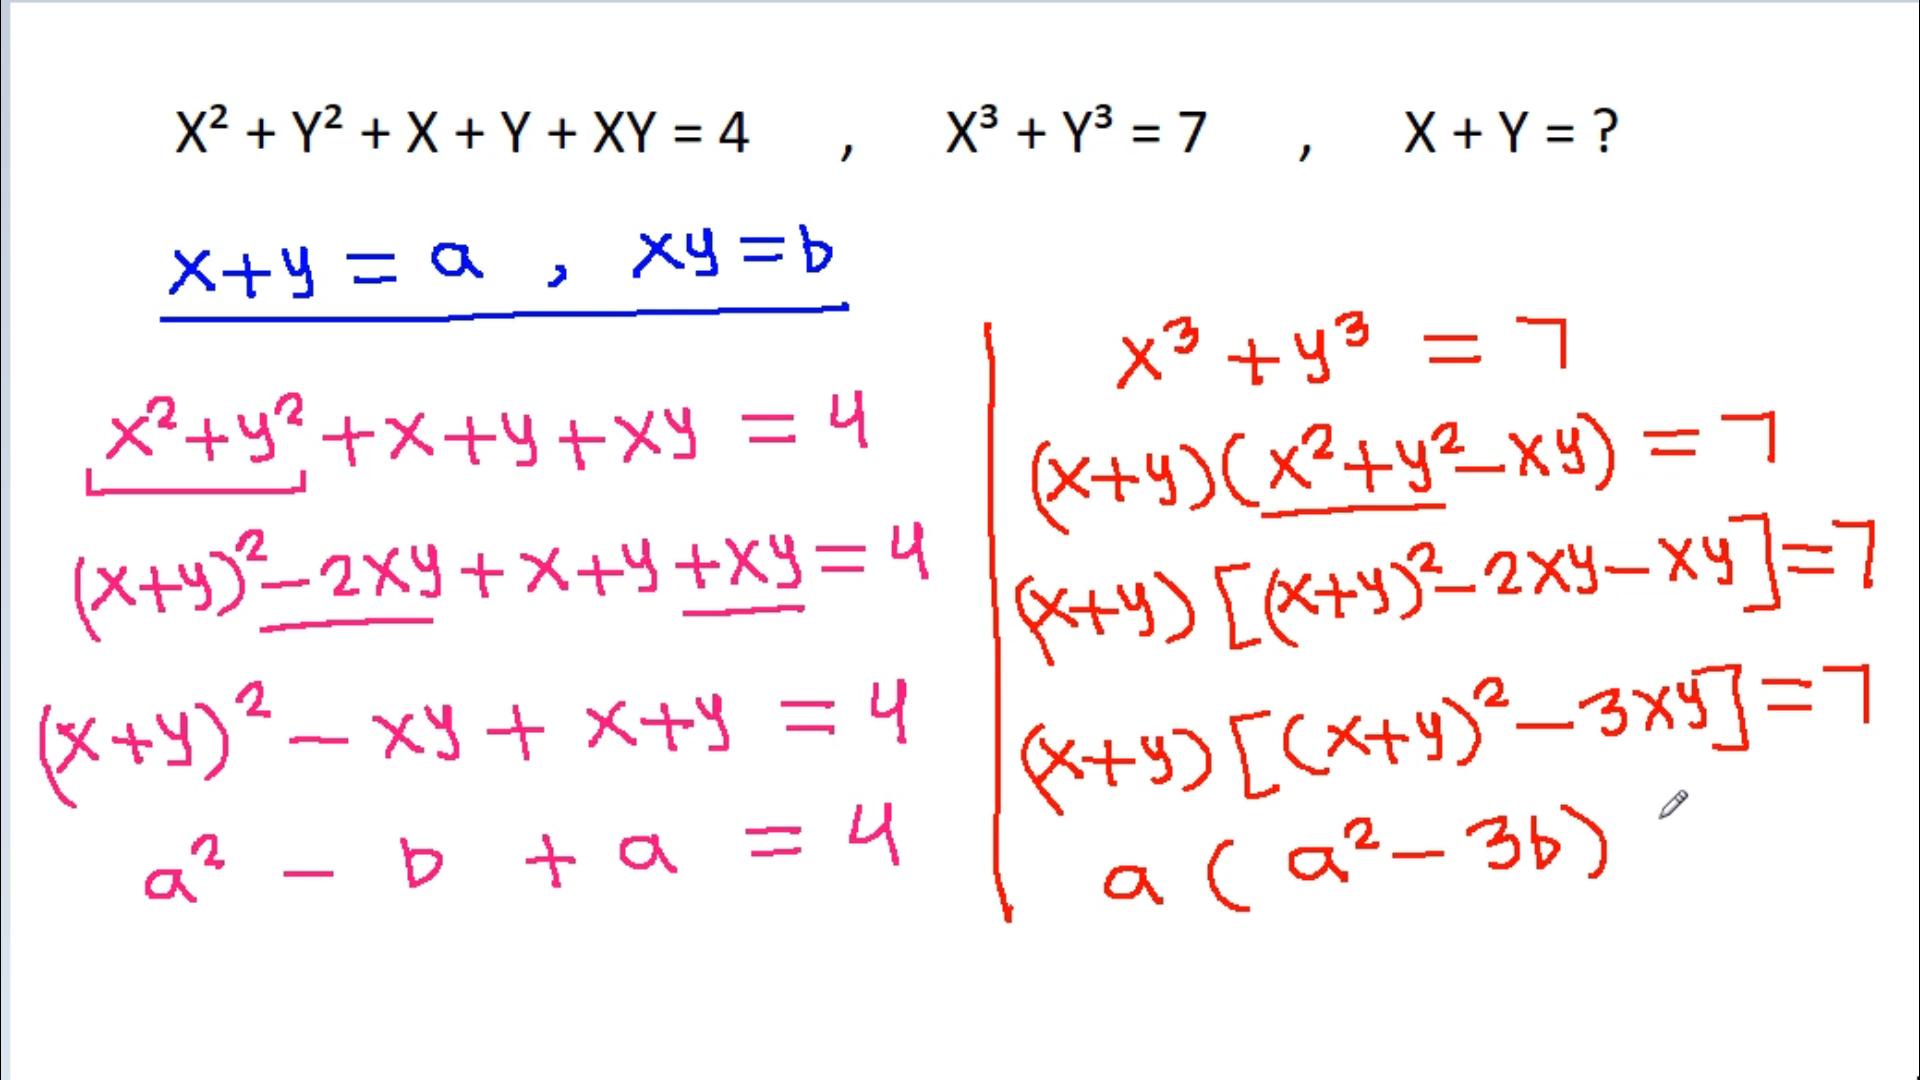 X² + Y² + X + Y + XY = 4 , X³ + Y³ = 7 , X + Y = ?
x+y = a , xy = b
x²+y² + x+y+xy = 4
(x+y)² - 2xy + x+y + xy = 4
(x+y)² - xy + x+y = 4
a² - b + a = 4
x³ + y³ = 7
(x+y)(x²+y²-xy) = 7
(x+y)[(x+y)²-2xy-xy] = 7
(x+y)[(x+y)²-3xy] = 7
a(a²-3b)